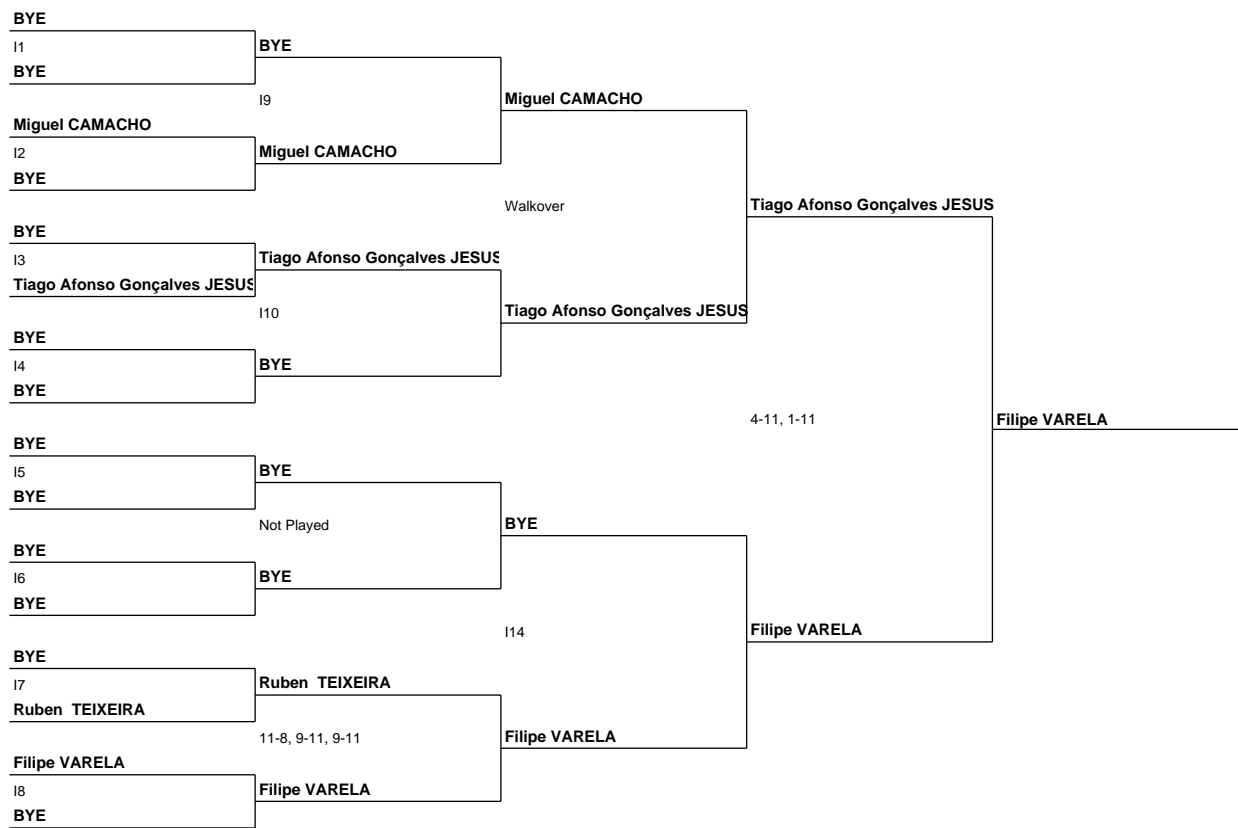 BYE
I1
BYE
BYE
I9
Miguel CAMACHO
Miguel CAMACHO
I2
Miguel CAMACHO
BYE
Walkover
Tiago Afonso Gonçalves JESUS
BYE
I3
Tiago Afonso Gonçalves JESUS
Tiago Afonso Gonçalves JESUS
I10
Tiago Afonso Gonçalves JESUS
BYE
I4
BYE
BYE
4-11, 1-11
Filipe VARELA
BYE
I5
BYE
BYE
Not Played
BYE
BYE
I6
BYE
BYE
I14
Filipe VARELA
BYE
I7
Ruben TEIXEIRA
Ruben TEIXEIRA
11-8, 9-11, 9-11
Filipe VARELA
Filipe VARELA
I8
Filipe VARELA
BYE